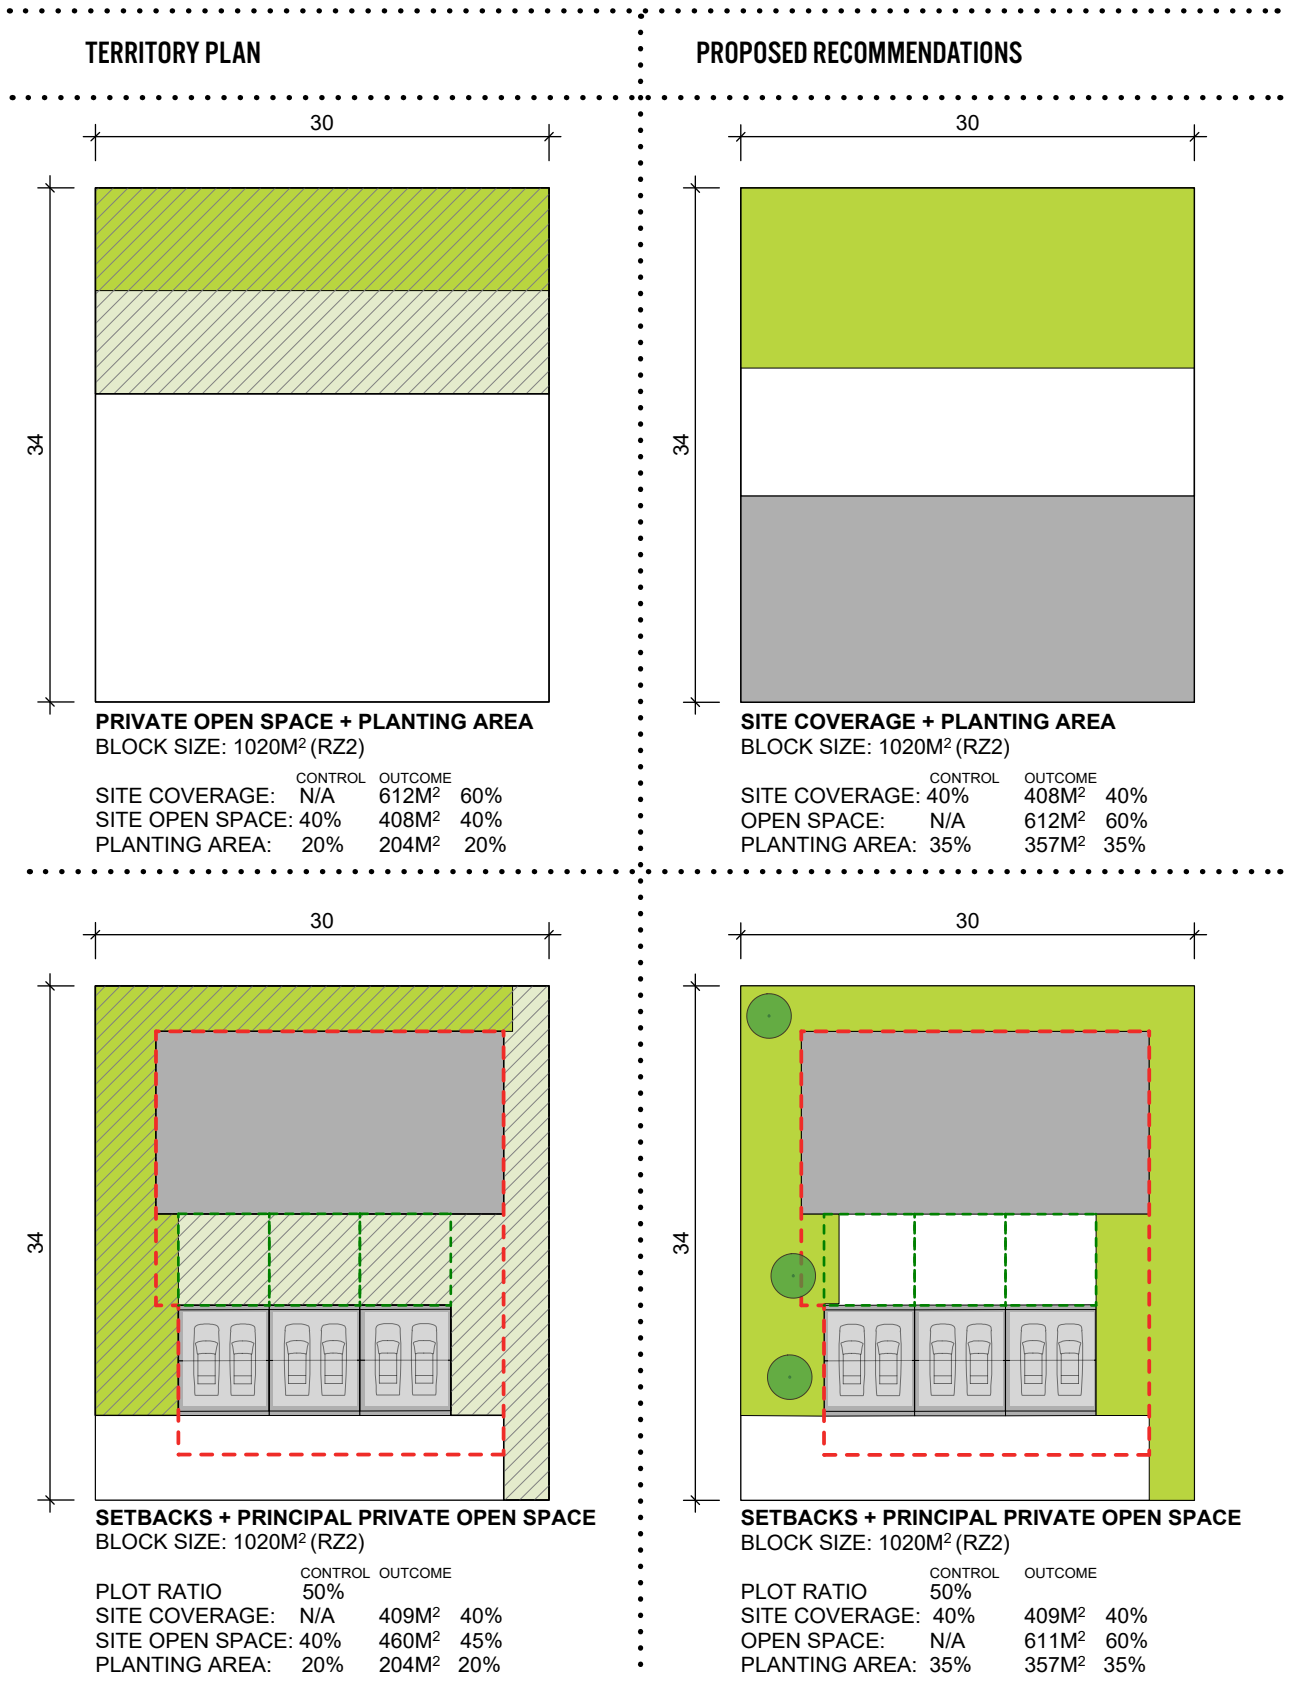 TERRITORY PLAN
PROPOSED RECOMMENDATIONS
30
34
PRIVATE OPEN SPACE + PLANTING AREA
BLOCK SIZE: 1020M² (RZ2)
CONTROL OUTCOME
SITE COVERAGE: N/A 612M² 60%
SITE OPEN SPACE: 40% 408M² 40%
PLANTING AREA: 20% 204M² 20%
30
34
SITE COVERAGE + PLANTING AREA
BLOCK SIZE: 1020M² (RZ2)
CONTROL OUTCOME
SITE COVERAGE: 40% 408M² 40%
OPEN SPACE: N/A 612M² 60%
PLANTING AREA: 35% 357M² 35%
30
34
SETBACKS + PRINCIPAL PRIVATE OPEN SPACE
BLOCK SIZE: 1020M² (RZ2)
CONTROL OUTCOME
PLOT RATIO 50%
SITE COVERAGE: N/A 409M² 40%
SITE OPEN SPACE: 40% 460M² 45%
PLANTING AREA: 20% 204M² 20%
30
34
SETBACKS + PRINCIPAL PRIVATE OPEN SPACE
BLOCK SIZE: 1020M² (RZ2)
CONTROL OUTCOME
PLOT RATIO 50%
SITE COVERAGE: 40% 409M² 40%
OPEN SPACE: N/A 611M² 60%
PLANTING AREA: 35% 357M² 35%